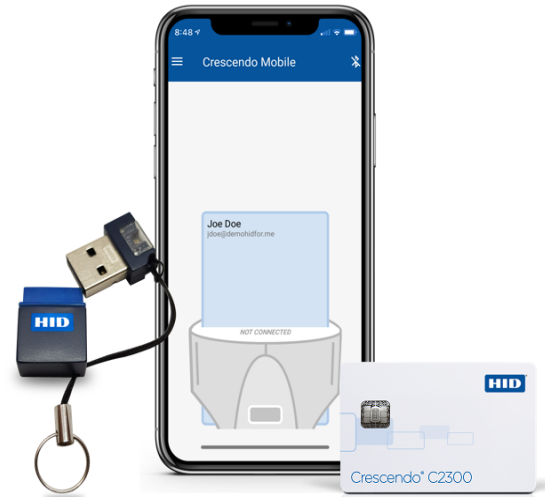 8:48
Crescendo Mobile
Joe Doe
jdoe@demohidfor.me
NOT CONNECTED
HID
HID
Crescendo® C2300